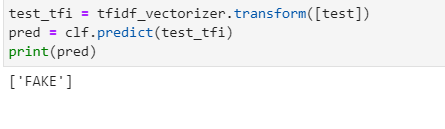 test_tfi = tfidf_vectorizer.transform([test])
pred = clf.predict(test_tfi)
print(pred)
['FAKE']